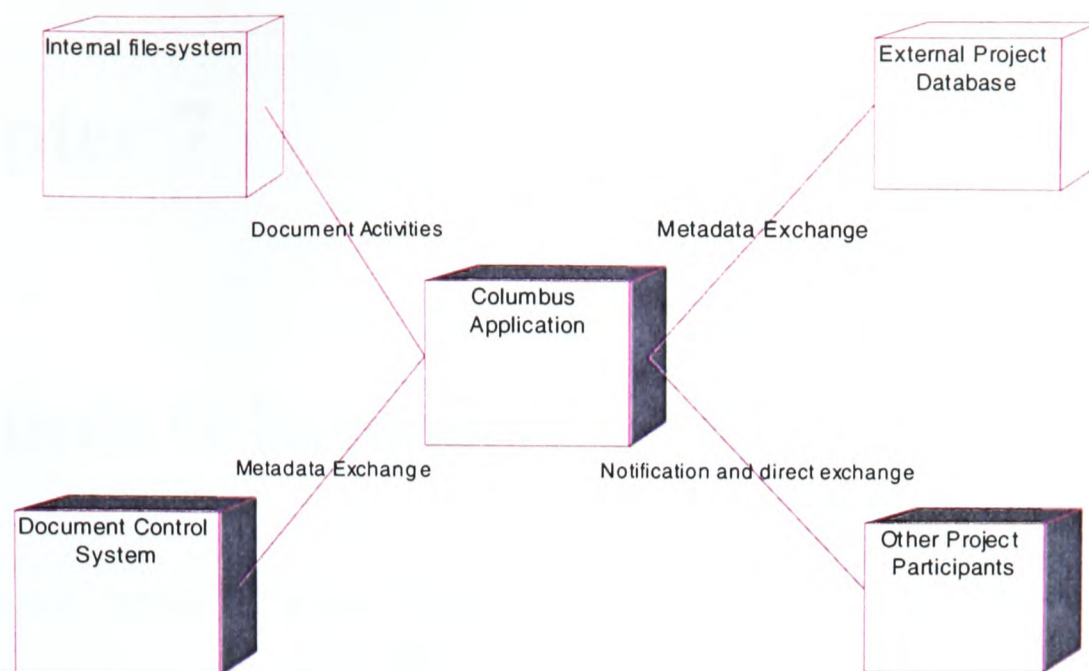 Internal file-system
External Project
Database
Document Activities
Metadata Exchange
Columbus
Application
Metadata Exchange
Notification and direct exchange
Document Control
System
Other Project
Participants